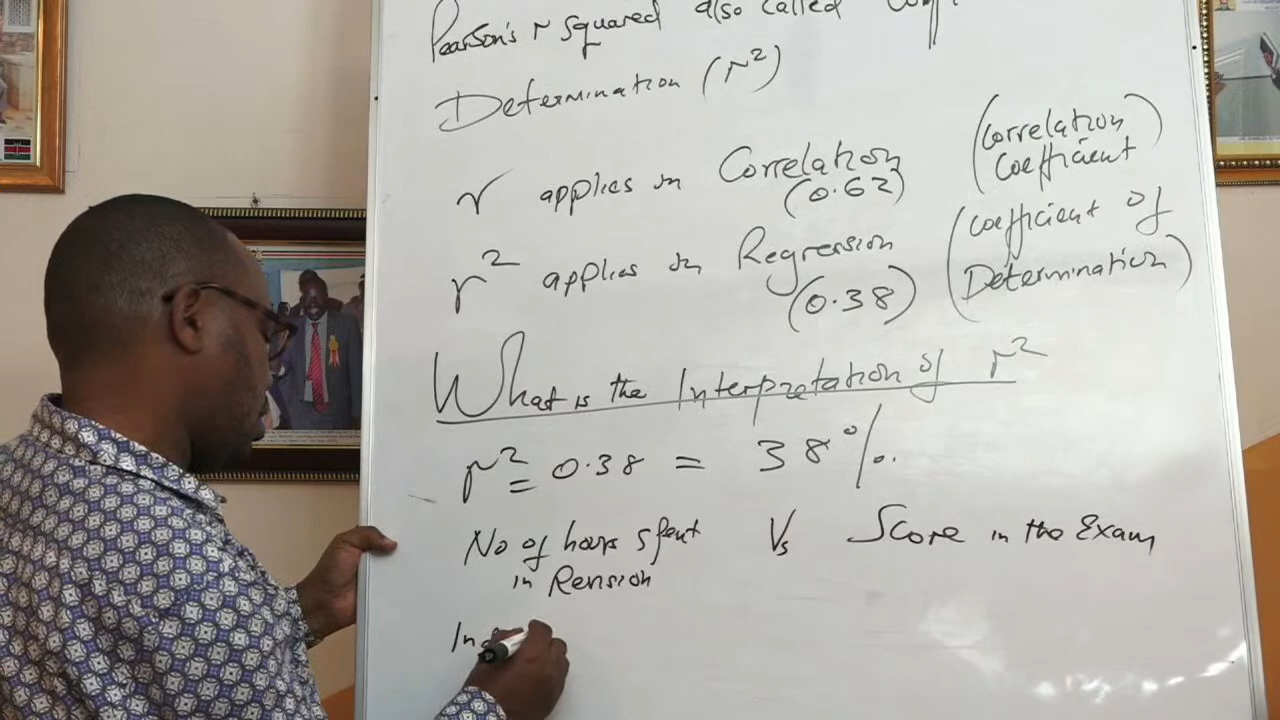 Pearson's r squared also called
Determination (r²)
r applies in Correlation (Correlation
(0.62) Coefficient)
r² applies in Regression (Coefficient of
(0.38) Determination)
What is the Interpretation of r²
r² = 0.38 = 38%.
No of hours spent Vs Score in the Exam
in Revision